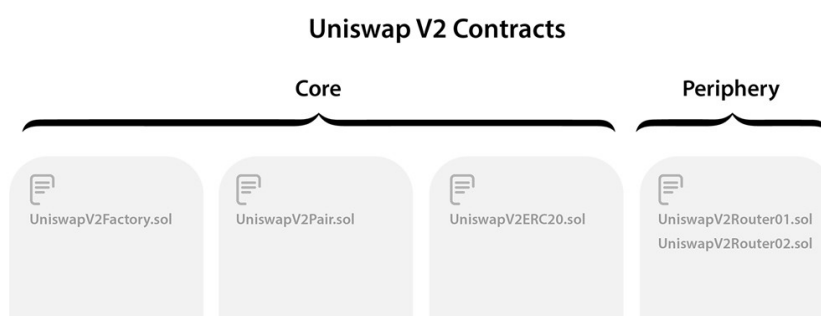 Uniswap V2 Contracts
Core
Periphery
UniswapV2Factory.sol
UniswapV2Pair.sol
UniswapV2ERC20.sol
UniswapV2Router01.sol
UniswapV2Router02.sol